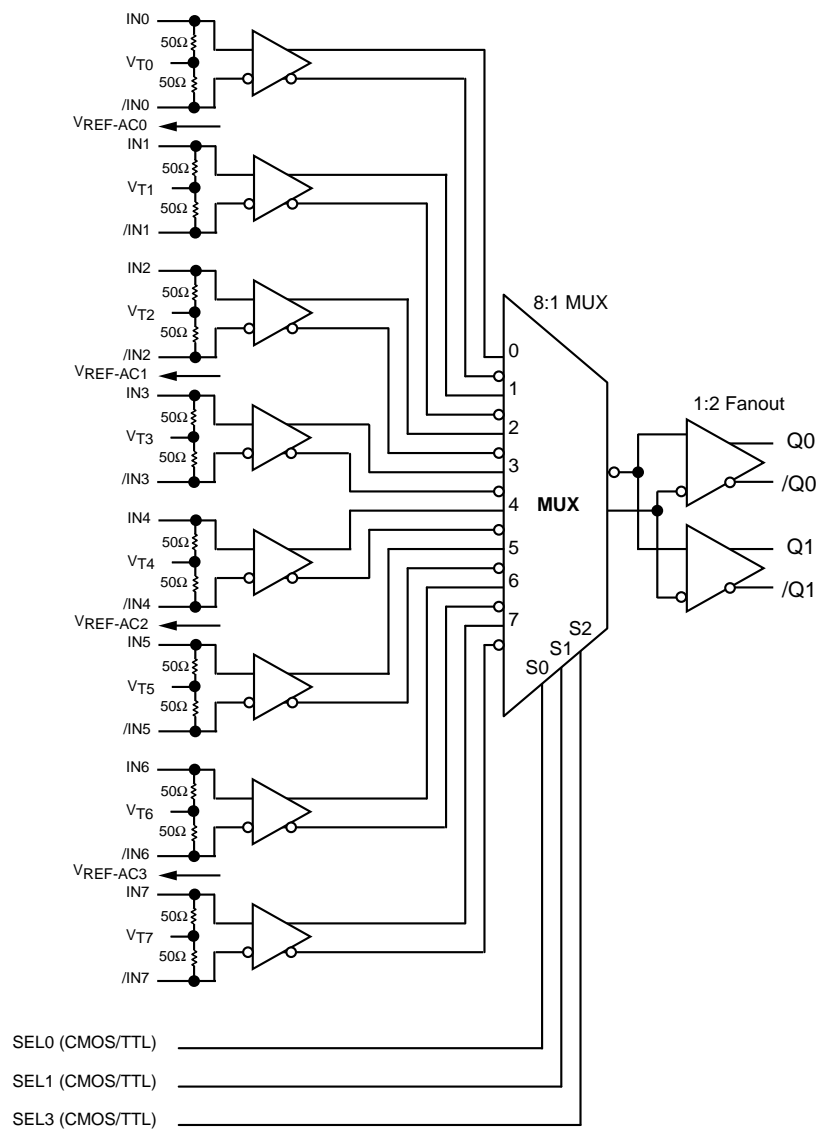 IN0
50Ω
VT0
50Ω
/IN0
VREF-AC0
IN1
50Ω
VT1
50Ω
/IN1
IN2
50Ω
VT2
50Ω
/IN2
VREF-AC1
IN3
50Ω
VT3
50Ω
/IN3
IN4
50Ω
VT4
50Ω
/IN4
VREF-AC2
IN5
50Ω
VT5
50Ω
/IN5
IN6
50Ω
VT6
50Ω
/IN6
VREF-AC3
IN7
50Ω
VT7
50Ω
/IN7
8:1 MUX
0
1
2
3
4
5
6
7
MUX
S0
S1
S2
1:2 Fanout
Q0
/Q0
Q1
/Q1
SEL0 (CMOS/TTL)
SEL1 (CMOS/TTL)
SEL3 (CMOS/TTL)